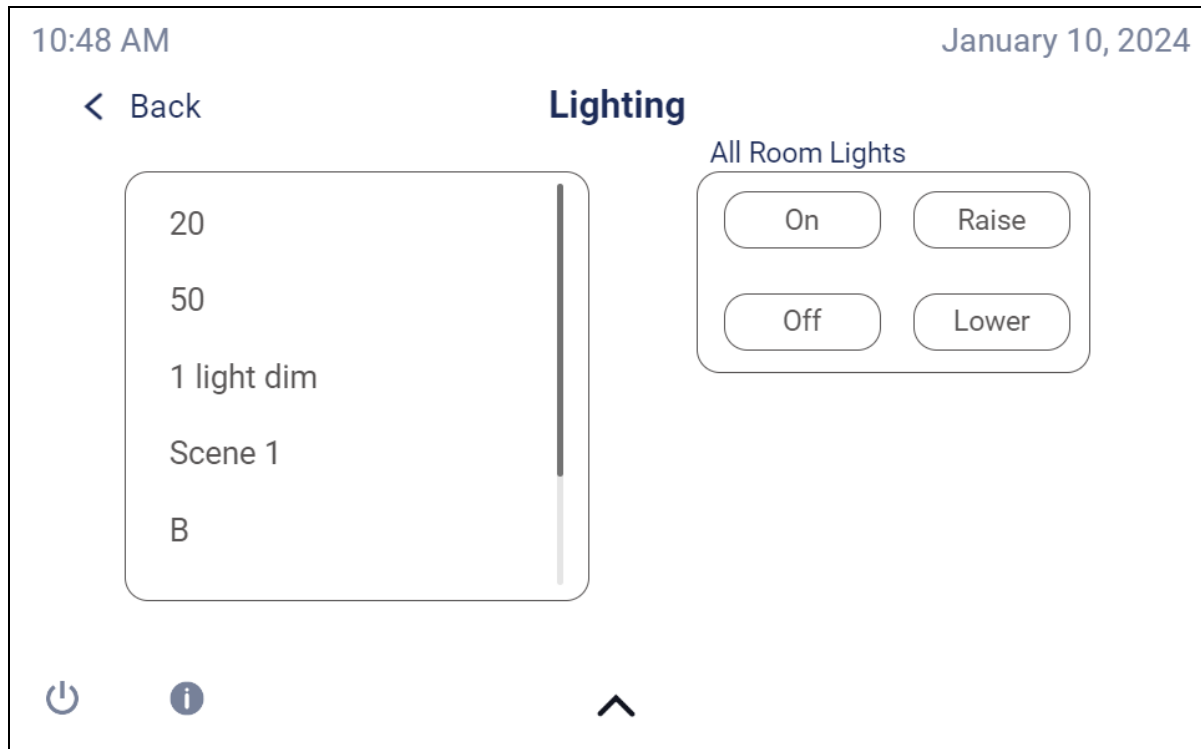 10:48 AM
January 10, 2024
Back
Lighting
All Room Lights
20
50
1 light dim
Scene 1
B
On
Raise
Off
Lower